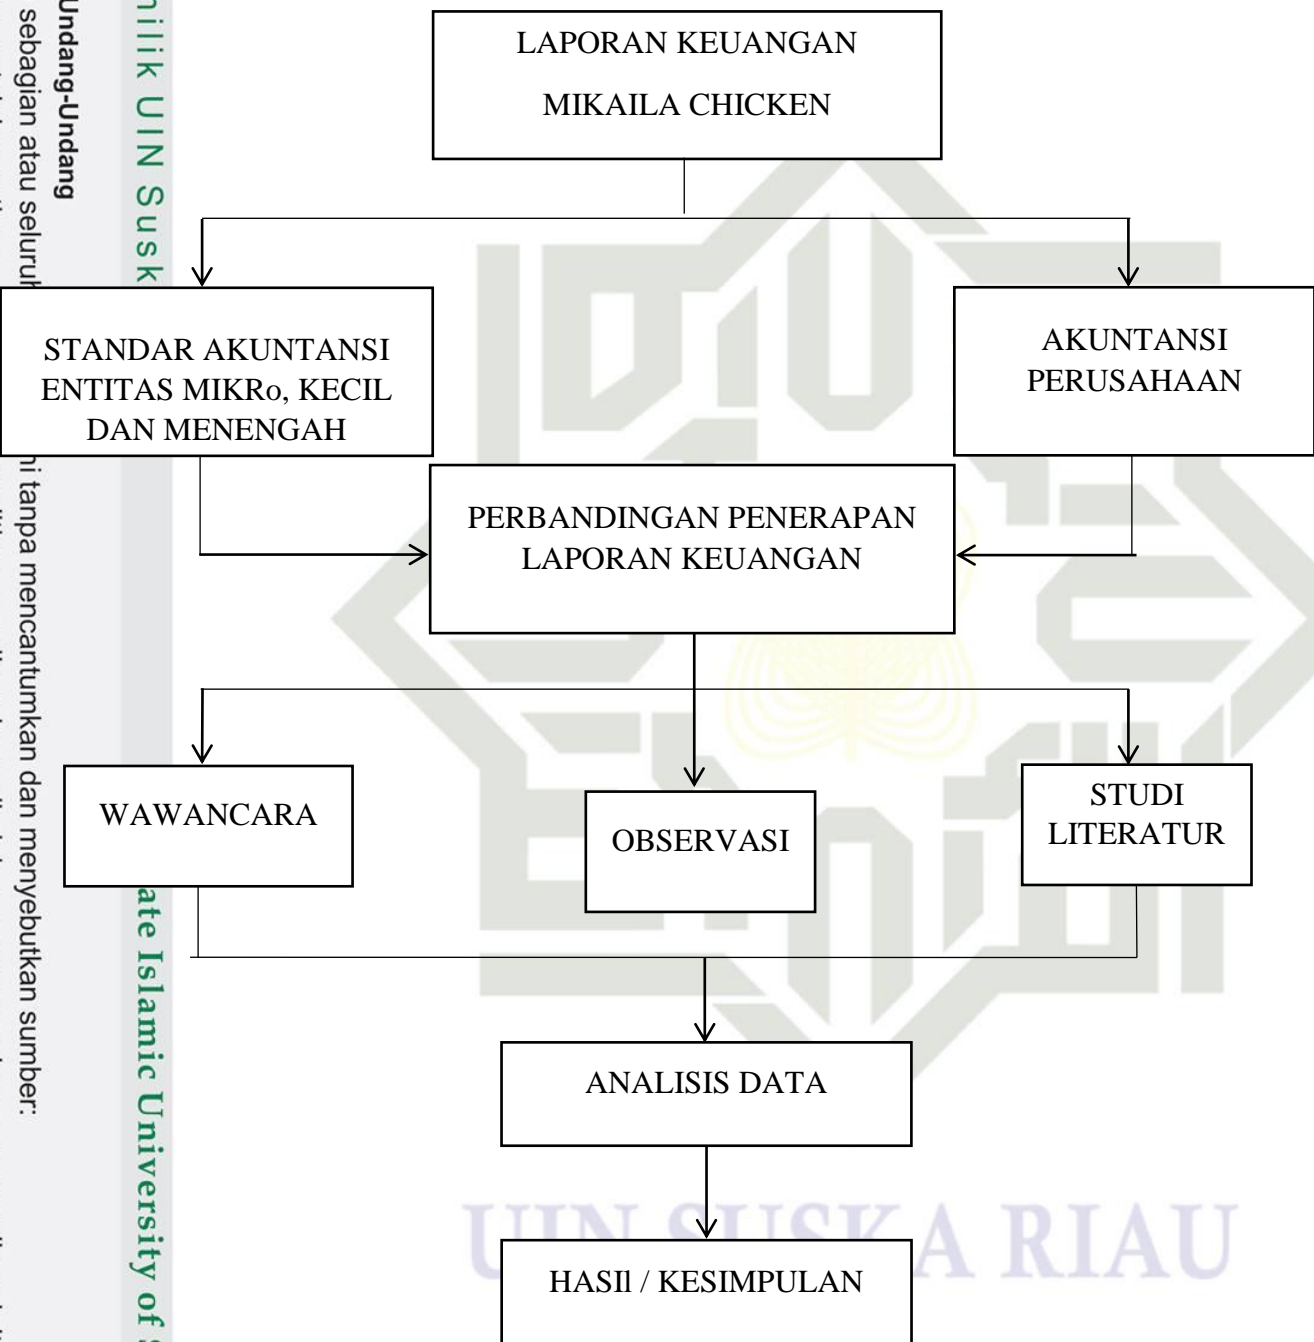 LAPORAN KEUANGAN
MIKAILA CHICKEN
STANDAR AKUNTANSI
ENTITAS MIKRo, KECIL
DAN MENENGAH
AKUNTANSI
PERUSAHAAN
PERBANDINGAN PENERAPAN
LAPORAN KEUANGAN
WAWANCARA
OBSERVASI
STUDI
LITERATUR
ANALISIS DATA
HASIl / KESIMPULAN
UIN SUSKA RIAU
milik UIN Susk
ate Islamic University of
Undang-Undang
sebagian atau seluruh
ni tanpa mencantumkan dan menyebutkan sumber: